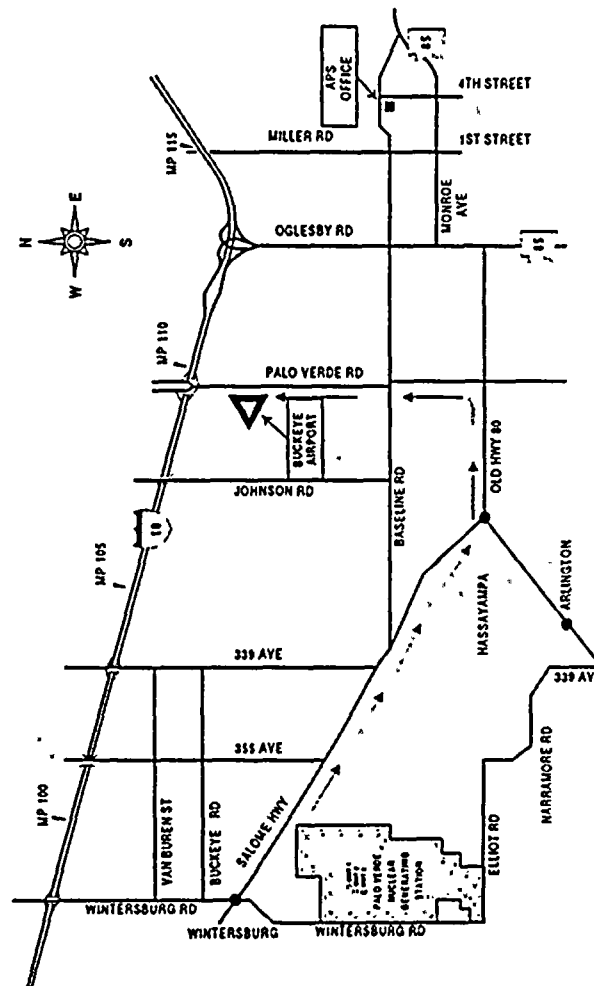 N
E
S
W
APS
OFFICE
85
4TH STREET
MILLER RD
1ST STREET
MP 115
MONROE
AVE
OGLESBY RD
85
MP 110
PALO VERDE RD
BUCKEYE
AIRPORT
JOHNSON RD
BASELINE RD
OLD HWY 80
10
MP 105
HASSAYAMPA
ARLINGTON
339 AVE
339 AV
355 AVE
NARRAMORE RD
MP 100
VAN BUREN ST
BUCKEYE RD
SALOME HWY
ELLIOT RD
PALO VERDE
NUCLEAR
GENERATING
STATION
WINTERSBURG RD
WINTERSBURG
WINTERSBURG RD